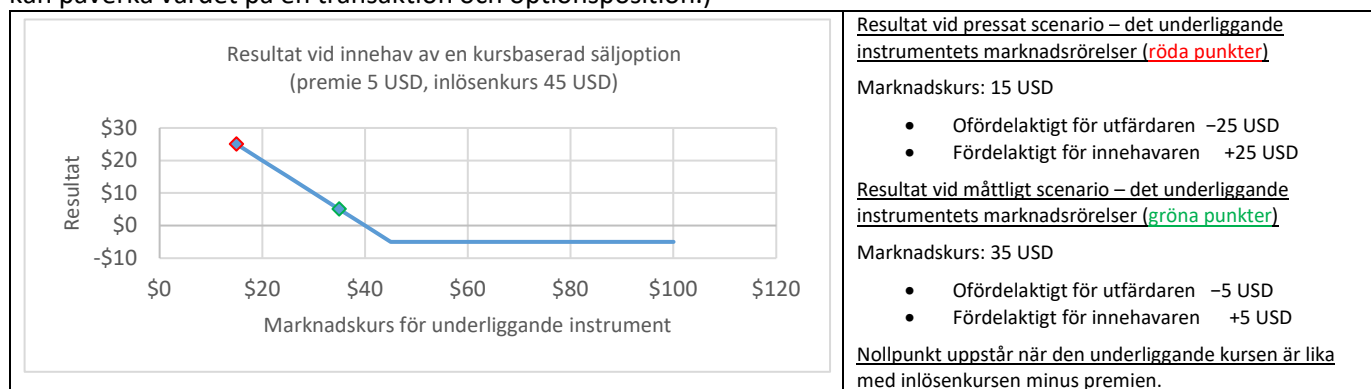 kan påverka värdet på en transaktion och optionsposition.)
Resultat vid innehav av en kursbaserad säljoption
(premie 5 USD, inlösenkurs 45 USD)
Resultat
$30
$20
$10
$0
-$10
$0 $20 $40 $60 $80 $100 $120
Marknadskurs för underliggande instrument
Resultat vid pressat scenario – det underliggande
instrumentets marknadsrörelser (röda punkter)
Marknadskurs: 15 USD
• Ofördelaktigt för utfärdaren −25 USD
• Fördelaktigt för innehavaren +25 USD
Resultat vid måttligt scenario – det underliggande
instrumentets marknadsrörelser (gröna punkter)
Marknadskurs: 35 USD
• Ofördelaktigt för utfärdaren −5 USD
• Fördelaktigt för innehavaren +5 USD
Nollpunkt uppstår när den underliggande kursen är lika
med inlösenkursen minus premien.